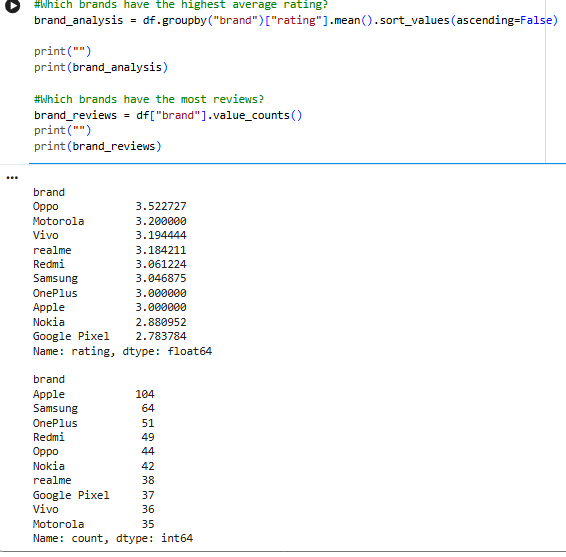 #Which brands have the highest average rating?
brand_analysis = df.groupby("brand")["rating"].mean().sort_values(ascending=False)
print("")
print(brand_analysis)
#Which brands have the most reviews?
brand_reviews = df["brand"].value_counts()
print("")
print(brand_reviews)
...
brand
Oppo 3.522727
Motorola 3.200000
Vivo 3.194444
realme 3.184211
Redmi 3.061224
Samsung 3.046875
OnePlus 3.000000
Apple 3.000000
Nokia 2.880952
Google Pixel 2.783784
Name: rating, dtype: float64
brand
Apple 104
Samsung 64
OnePlus 51
Redmi 49
Oppo 44
Nokia 42
realme 38
Google Pixel 37
Vivo 36
Motorola 35
Name: count, dtype: int64